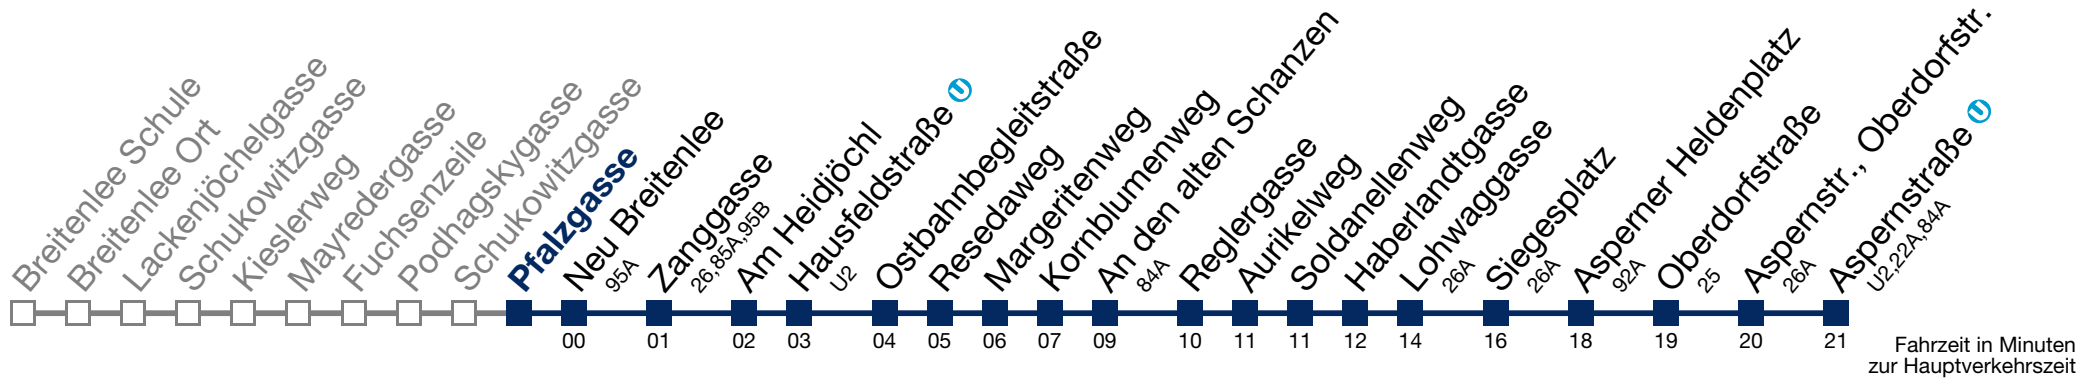 Breitenlee Schule
Breitenlee Ort
Lackenjöchelgasse
Schukowitzgasse
Kieslerweg
Mayredergasse
Fuchsenzeile
Podhagskygasse
Schukowitzgasse
Pfalzgasse
Neu Breitenlee
95A
Zanggasse
26,85A,95B
Am Heidjöchl
Hausfeldstraße U
U2
Ostbahnbegleitstraße
Resedaweg
Margeritenweg
Kornblumenweg
An den alten Schanzen
84A
Reglergasse
Aurikelweg
Soldanellenweg
Haberlandtgasse
Lohwaggasse
26A
Siegesplatz
26A
Asperner Heldenplatz
92A
Oberdorfstraße
25
Aspernstr., Oberdorfstr.
26A
Aspernstraße U
U2,22A,84A
00 01 02 03 04 05 06 07 09 10 11 11 12 14 16 18 19 20 21
Fahrzeit in Minuten
zur Hauptverkehrszeit